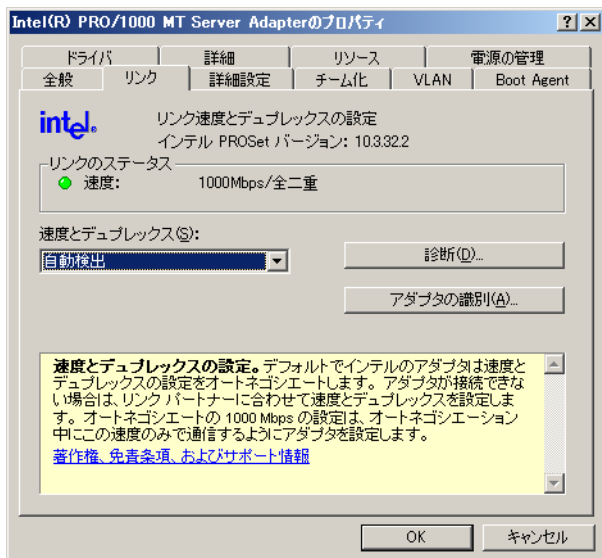 Intel(R) PRO/1000 MT Server Adapterのプロパティ
ドライバ 詳細 リソース 電源の管理
全般 リンク 詳細設定 チーム化 VLAN Boot Agent
intel® リンク速度とデュプレックスの設定
インテル PROSet バージョン: 10.3.32.2
リンクのステータス
速度: 1000Mbps/全二重
速度とデュプレックス(S):
自動検出
診断(D)...
アダプタの識別(A)...
速度とデュプレックスの設定。デフォルトでインテルのアダプタは速度と
デュプレックスの設定をオートネゴシエートします。アダプタが接続できな
い場合は、リンク パートナーに合わせて速度とデュプレックスを設定しま
す。オートネゴシエートの 1000 Mbps の設定は、オートネゴシエーション
中にこの速度のみで通信するようにアダプタを設定します。
著作権、免責条項、およびサポート情報
OK キャンセル